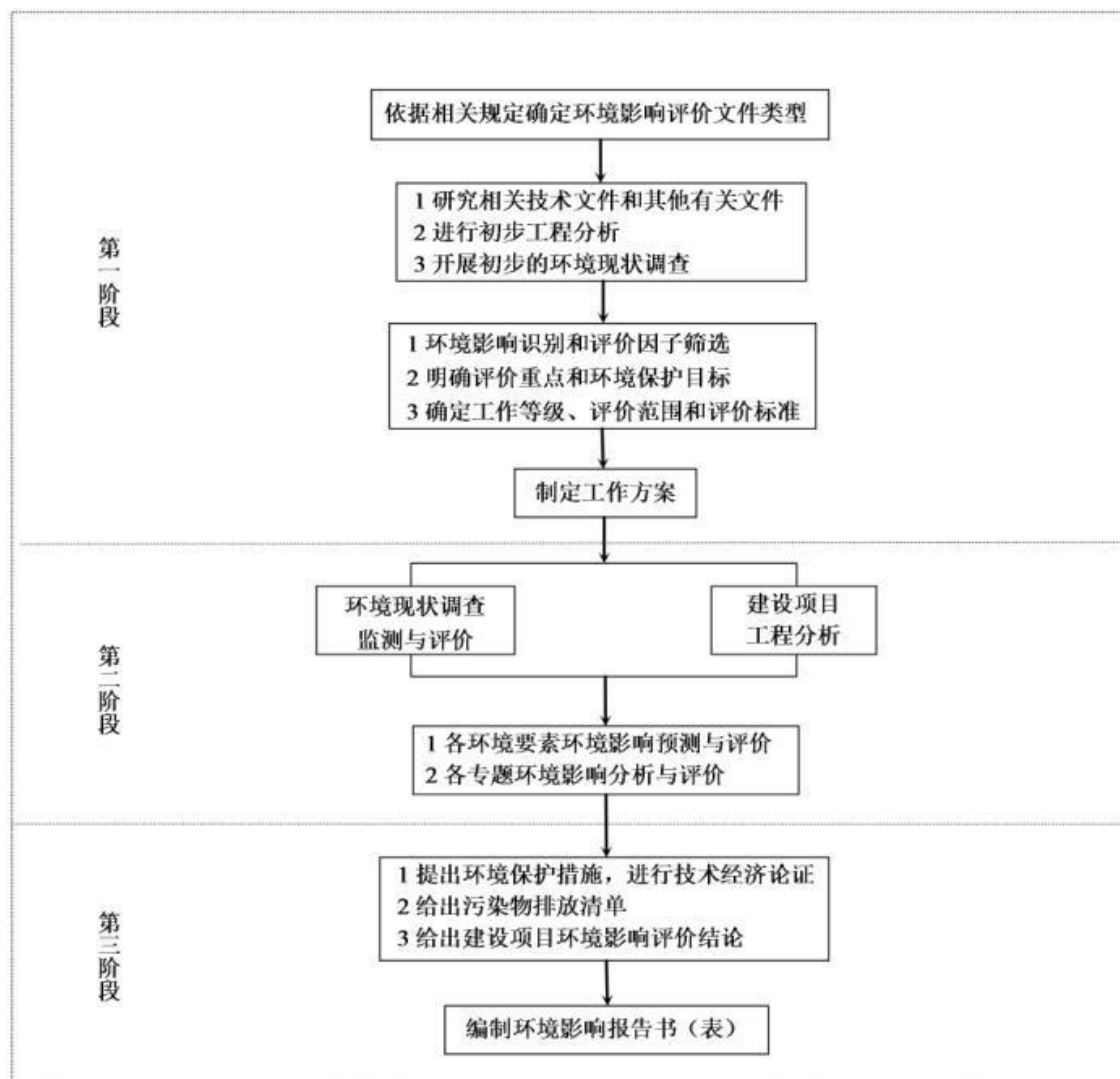 依据相关规定确定环境影响评价文件类型
1 研究相关技术文件和其他有关文件
2 进行初步工程分析
3 开展初步的环境现状调查
第一阶段
1 环境影响识别和评价因子筛选
2 明确评价重点和环境保护目标
3 确定工作等级、评价范围和评价标准
制定工作方案
环境现状调查
监测与评价
建设项目
工程分析
第二阶段
1 各环境要素环境影响预测与评价
2 各专题环境影响分析与评价
1 提出环境保护措施，进行技术经济论证
2 给出污染物排放清单
3 给出建设项目环境影响评价结论
第三阶段
编制环境影响报告书（表）